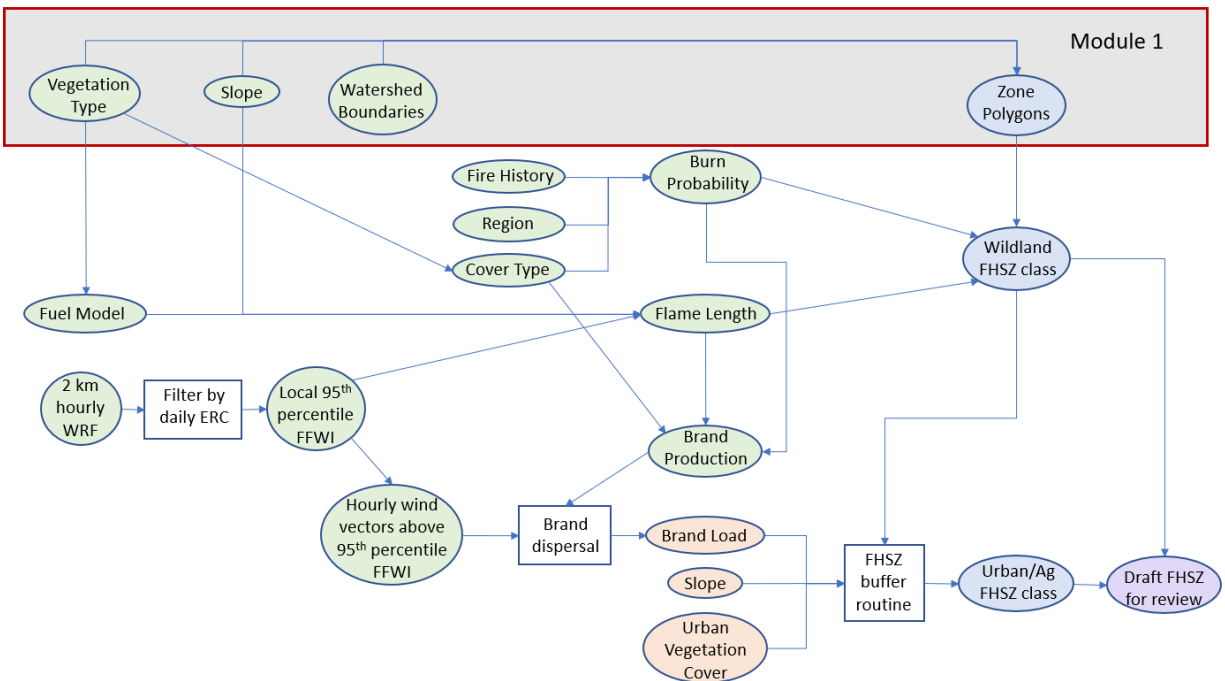 Module 1
Vegetation
Type
Slope
Watershed
Boundaries
Zone
Polygons
Fire History
Burn
Probability
Region
Cover Type
Wildland
FHSZ class
Fuel Model
Flame Length
2 km
hourly
WRF
Filter by
daily ERC
Local 95th
percentile
FFWI
Brand
Production
Hourly wind
vectors above
95th percentile
FFWI
Brand
dispersal
Brand Load
Slope
Urban
Vegetation
Cover
FHSZ
buffer
routine
Urban/Ag
FHSZ class
Draft FHSZ
for review